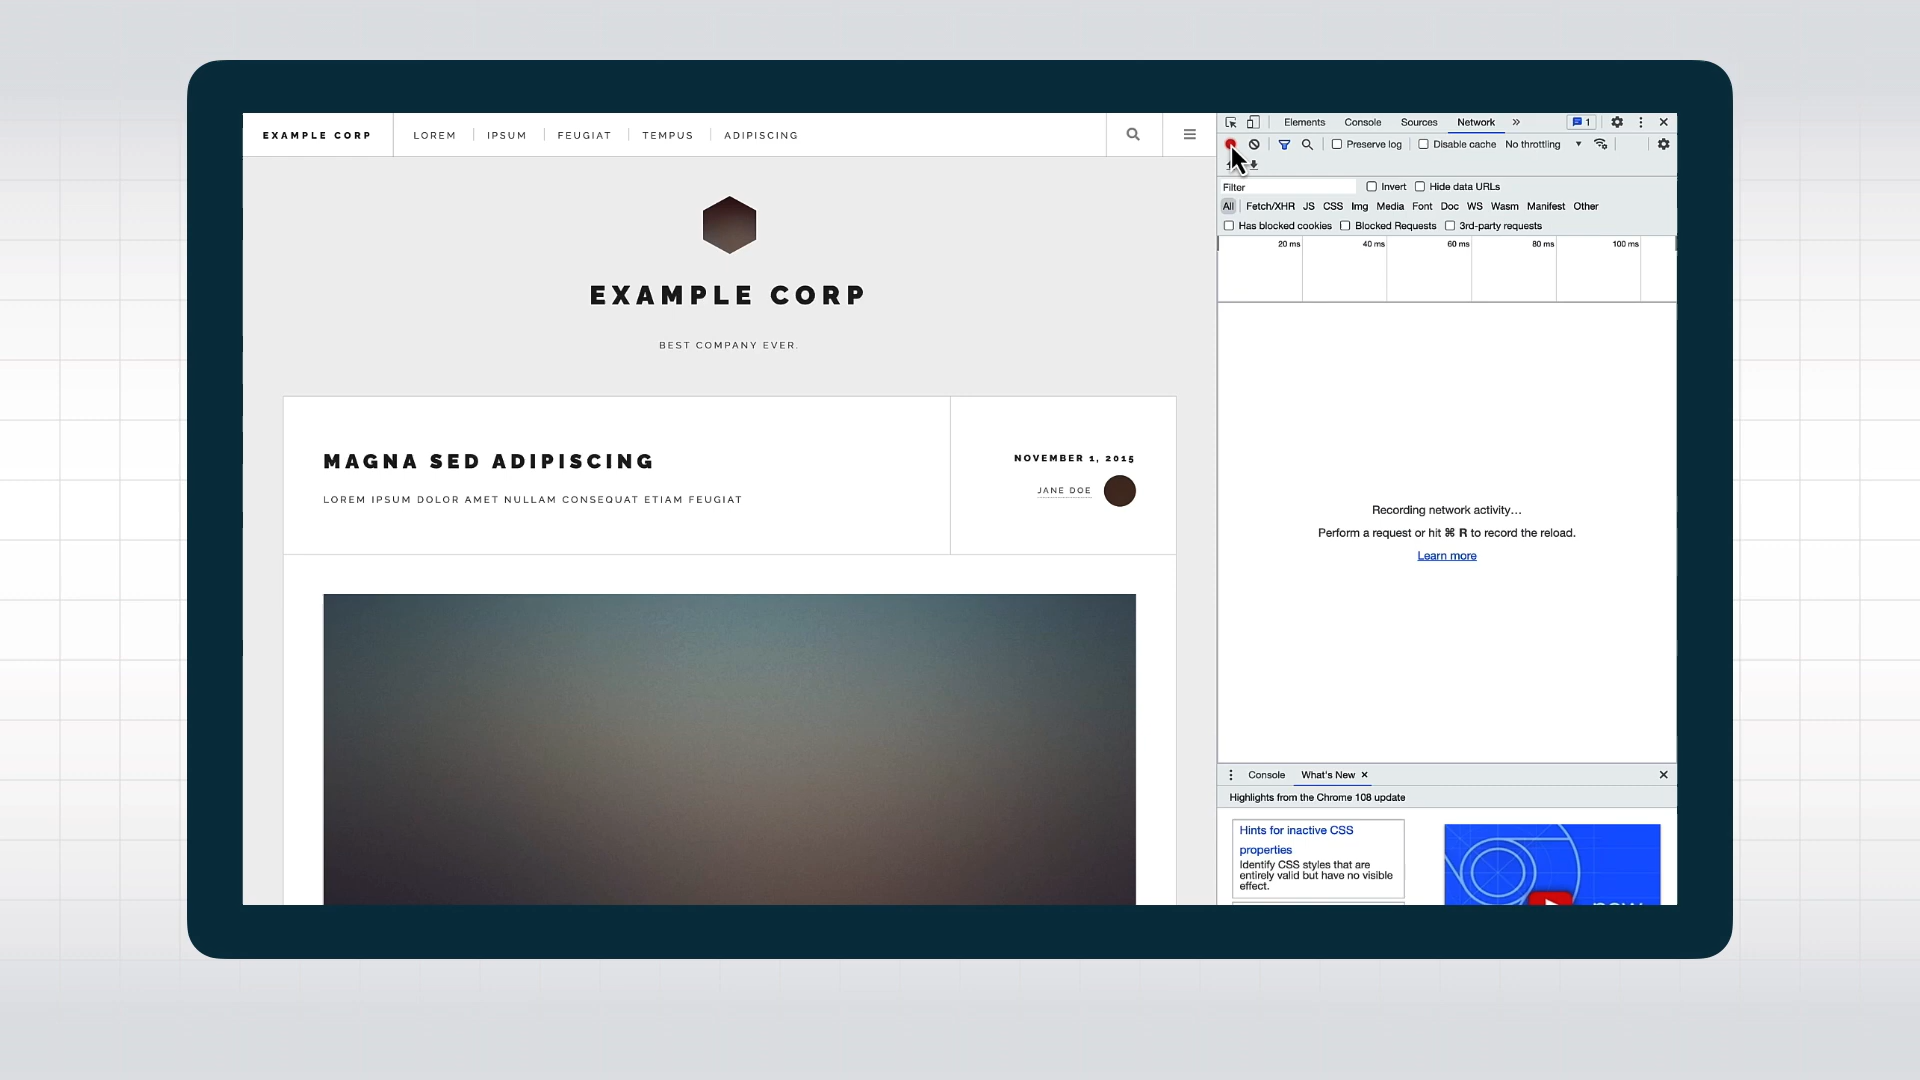 EXAMPLE CORP LOREM IPSUM FEUGIAT TEMPUS ADIPISCING
EXAMPLE CORP
BEST COMPANY EVER.
MAGNA SED ADIPISCING
LOREM IPSUM DOLOR AMET NULLAM CONSEQUAT ETIAM FEUGIAT
NOVEMBER 1, 2015
JANE DOE
Elements Console Sources Network » 1
Preserve log Disable cache No throttling
Filter Invert Hide data URLs
All Fetch/XHR JS CSS Img Media Font Doc WS Wasm Manifest Other
Has blocked cookies Blocked Requests 3rd-party requests
20 ms 40 ms 60 ms 80 ms 100 ms
Recording network activity…
Perform a request or hit ⌘ R to record the reload.
Learn more
Console What's New
Highlights from the Chrome 108 update
Hints for inactive CSS
properties
Identify CSS styles that are
entirely valid but have no visible
effect.